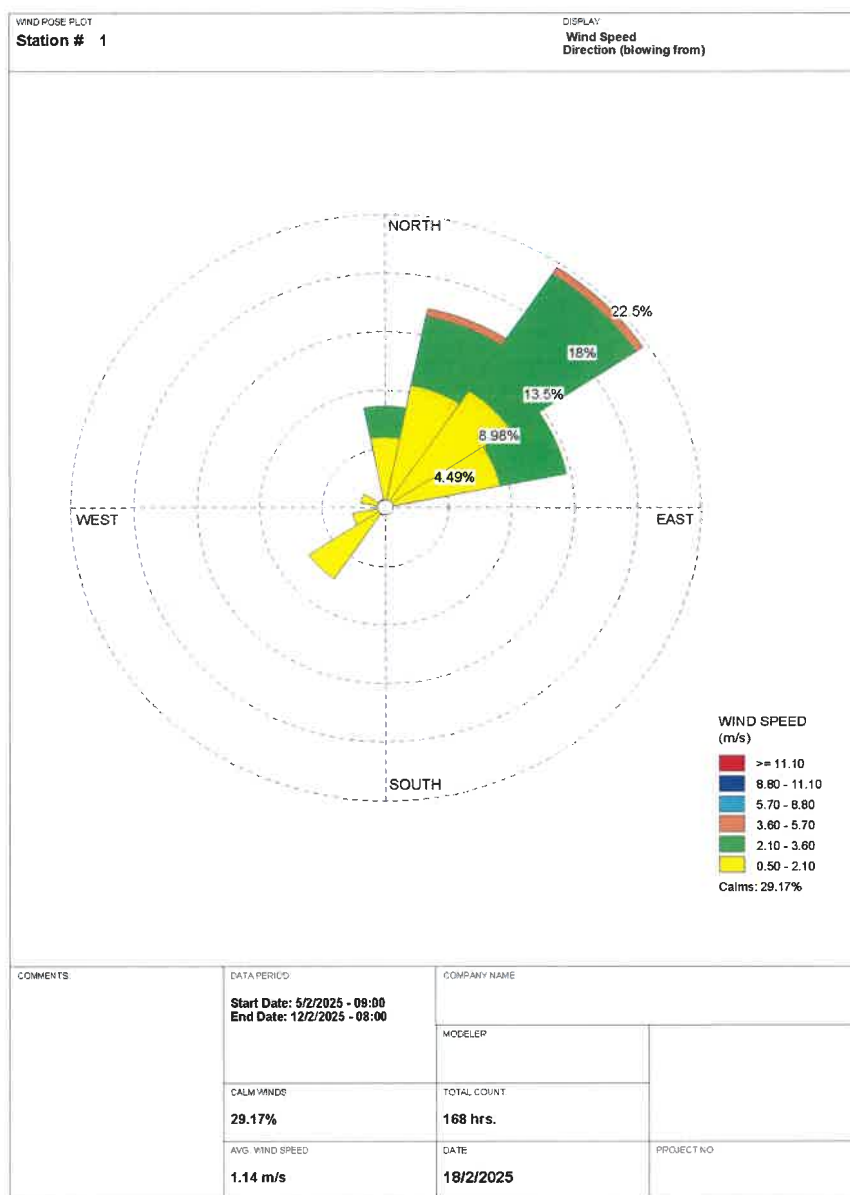 WIND POSE PLOT
Station # 1
DISPLAY
Wind Speed
Direction (blowing from)
NORTH
22.5%
18%
13.5%
8.98%
4.49%
WEST
EAST
SOUTH
WIND SPEED
(m/s)
>= 11.10
8.80 - 11.10
5.70 - 8.80
3.60 - 5.70
2.10 - 3.60
0.50 - 2.10
Calms: 29.17%
COMMENTS:
DATA PERIOD:
Start Date: 5/2/2025 - 09:00
End Date: 12/2/2025 - 08:00
COMPANY NAME
MODELER
CALM WINDS
29.17%
TOTAL COUNT
168 hrs.
AVG. WIND SPEED
1.14 m/s
DATE
18/2/2025
PROJECT NO